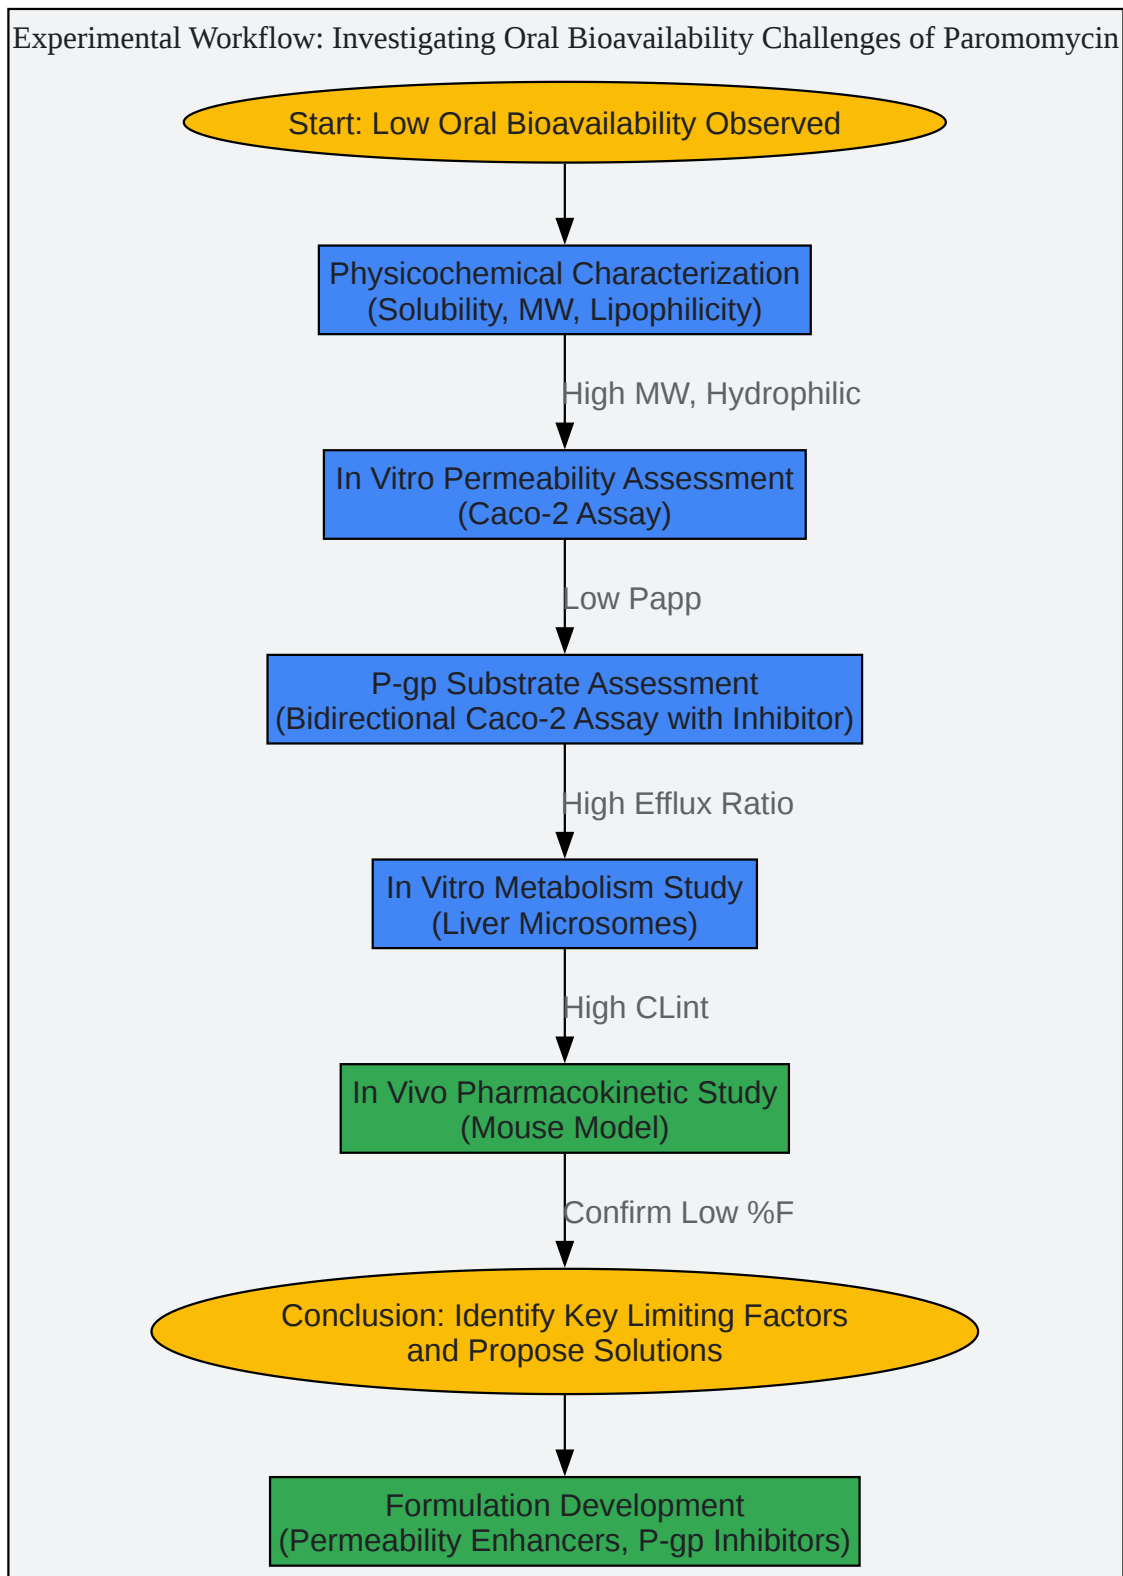 Experimental Workflow: Investigating Oral Bioavailability Challenges of Paromomycin
Start: Low Oral Bioavailability Observed
Physicochemical Characterization
(Solubility, MW, Lipophilicity)
High MW, Hydrophilic
In Vitro Permeability Assessment
(Caco-2 Assay)
Low Papp
P-gp Substrate Assessment
(Bidirectional Caco-2 Assay with Inhibitor)
High Efflux Ratio
In Vitro Metabolism Study
(Liver Microsomes)
High CLint
In Vivo Pharmacokinetic Study
(Mouse Model)
Confirm Low %F
Conclusion: Identify Key Limiting Factors
and Propose Solutions
Formulation Development
(Permeability Enhancers, P-gp Inhibitors)